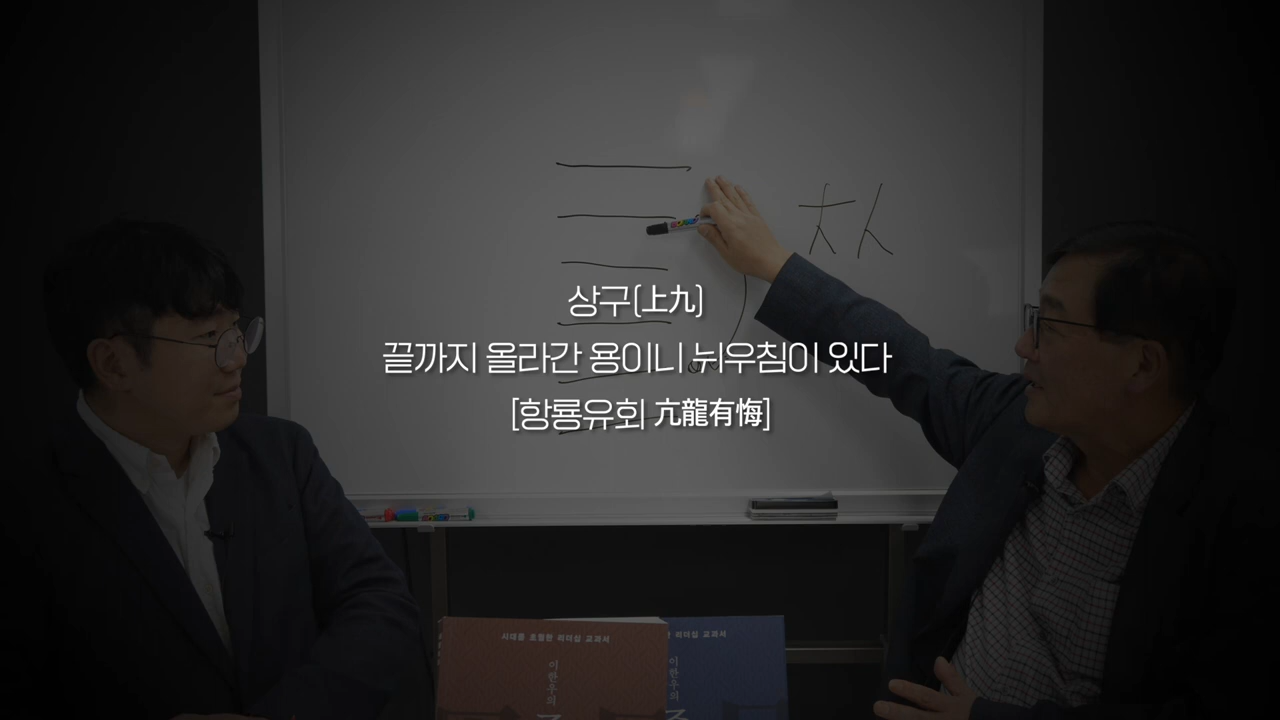 상구(上九)
끝까지 올라간 용이니 뉘우침이 있다
[항룡유회 亢龍有悔]
시대를 초월한 리더십 교과서
이한우의
리더십 교과서
이한우의